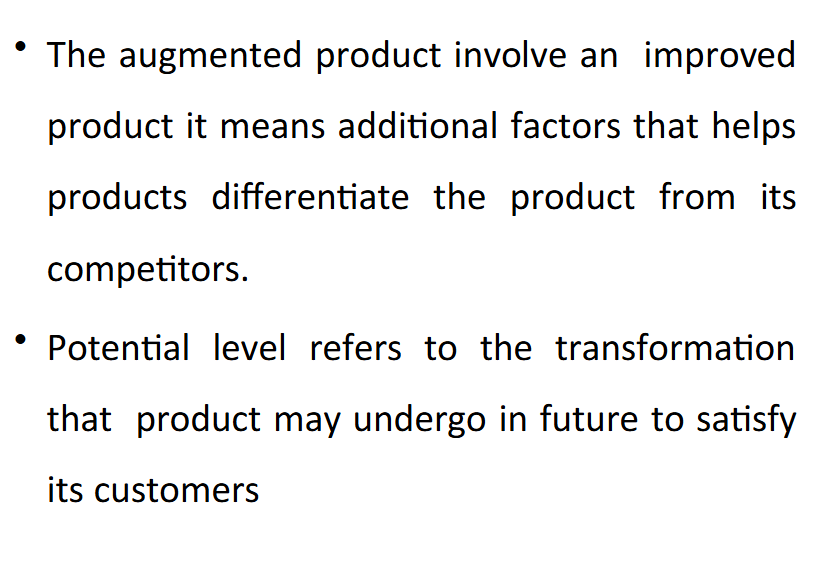 • The augmented product involve an  improved
product it means additional factors that helps
products differentiate the product from its
competitors.
• Potential level refers to the transformation
that  product may undergo in future to satisfy
its customers